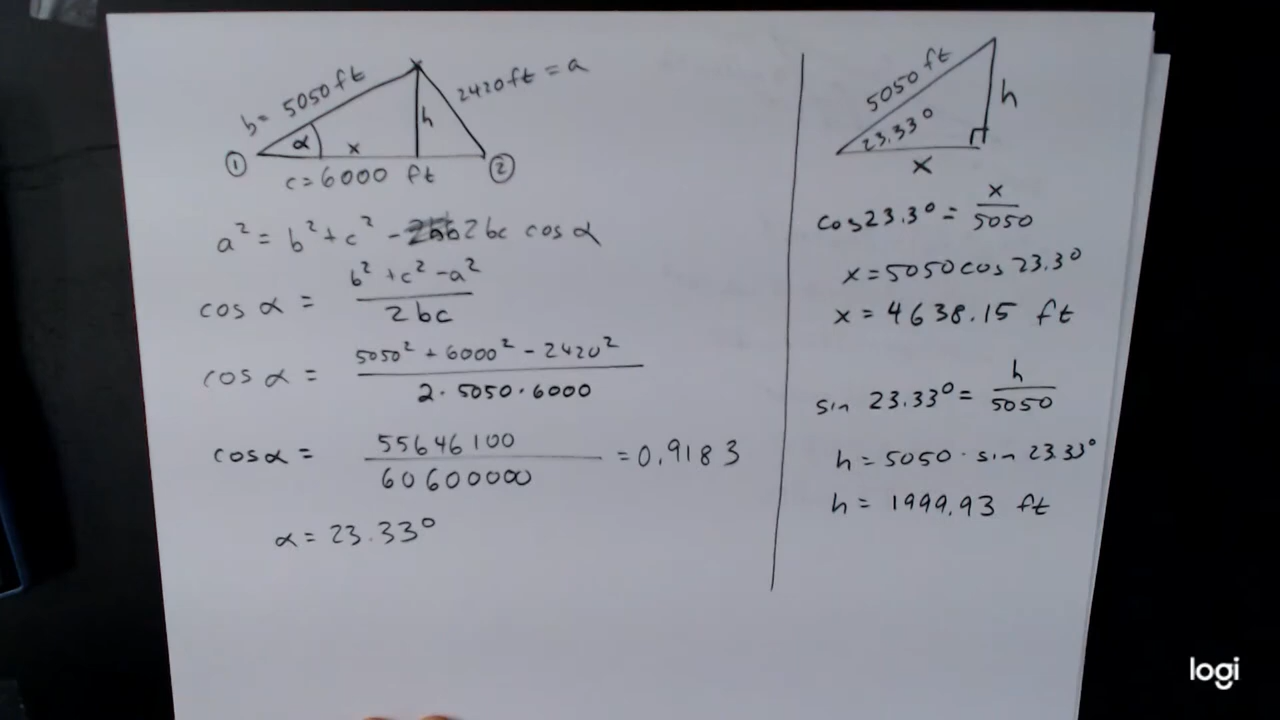 b = 5050 ft
2420 ft = a
h
α
x
① ②
c = 6000 ft
a² = b² + c² - 2bc cos α
cos α = (b² + c² - a²) / 2bc
cos α = (5050² + 6000² - 2420²) / 2 · 5050 · 6000
cos α = 55646100 / 60600000 = 0.9183
α = 23.33°
5050 ft
h
23.33°
x
cos 23.3° = x / 5050
x = 5050 cos 23.3°
x = 4638.15 ft
sin 23.33° = h / 5050
h = 5050 · sin 23.33°
h = 1999.93 ft
logi